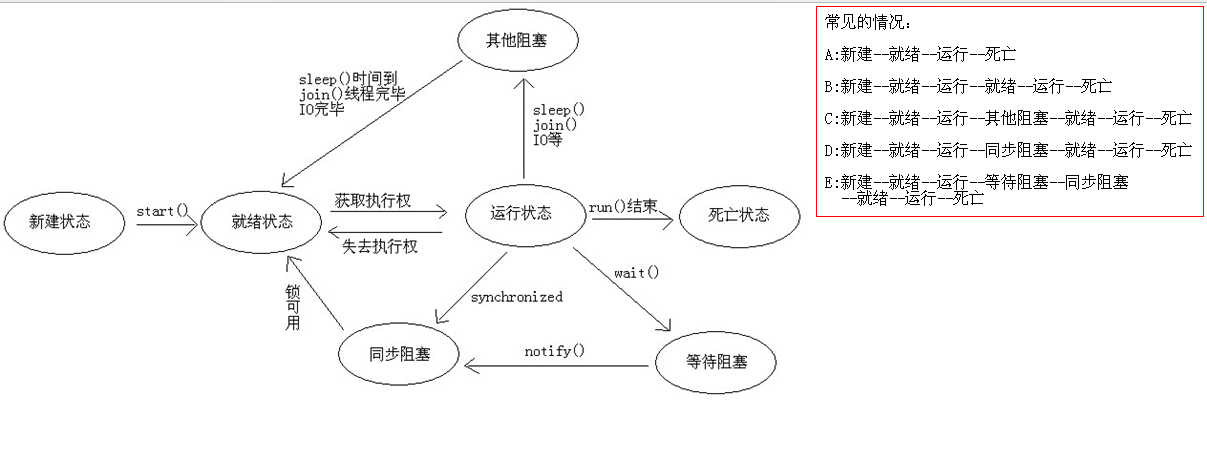 其他阻塞
sleep()时间到
join()线程完毕
IO完毕
sleep()
join()
IO等
新建状态
start()
就绪状态
获取执行权
失去执行权
运行状态
run()结束
死亡状态
锁可用
synchronized
wait()
同步阻塞
notify()
等待阻塞
常见的情况:
A:新建--就绪--运行--死亡
B:新建--就绪--运行--就绪--运行--死亡
C:新建--就绪--运行--其他阻塞--就绪--运行--死亡
D:新建--就绪--运行--同步阻塞--就绪--运行--死亡
E:新建--就绪--运行--等待阻塞--同步阻塞
--就绪--运行--死亡